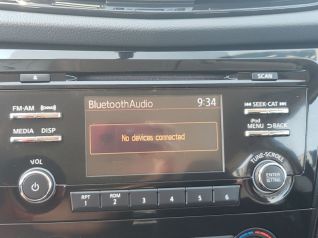 SCAN
BluetoothAudio 9:34
FM·AM
SEEK·CAT
No devices connected
iPod
MENU BACK
MEDIA DISP
VOL
TUNE·SCROLL
ENTER
SETTING
RPT
RDM
2 3 4 5 6